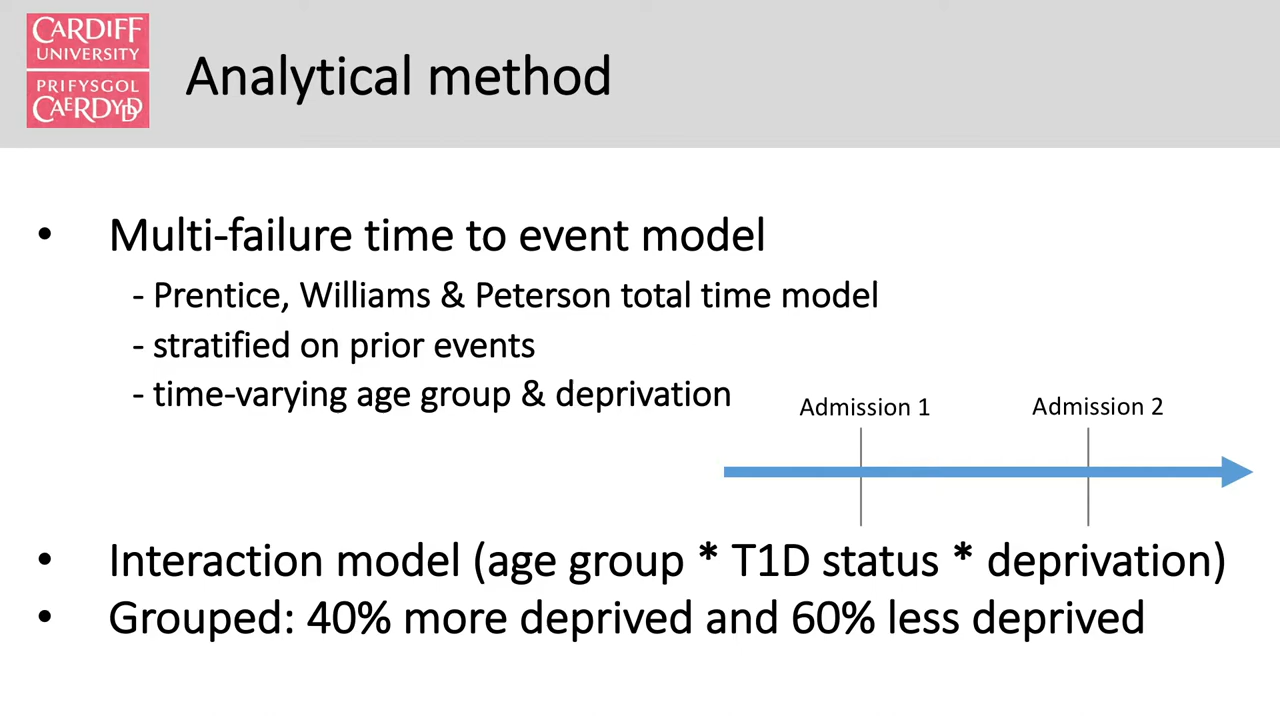 CARDIFF
UNIVERSITY
PRIFYSGOL
CAERDYDD
Analytical method
• Multi-failure time to event model
- Prentice, Williams & Peterson total time model
- stratified on prior events
- time-varying age group & deprivation
Admission 1
Admission 2
• Interaction model (age group * T1D status * deprivation)
• Grouped: 40% more deprived and 60% less deprived